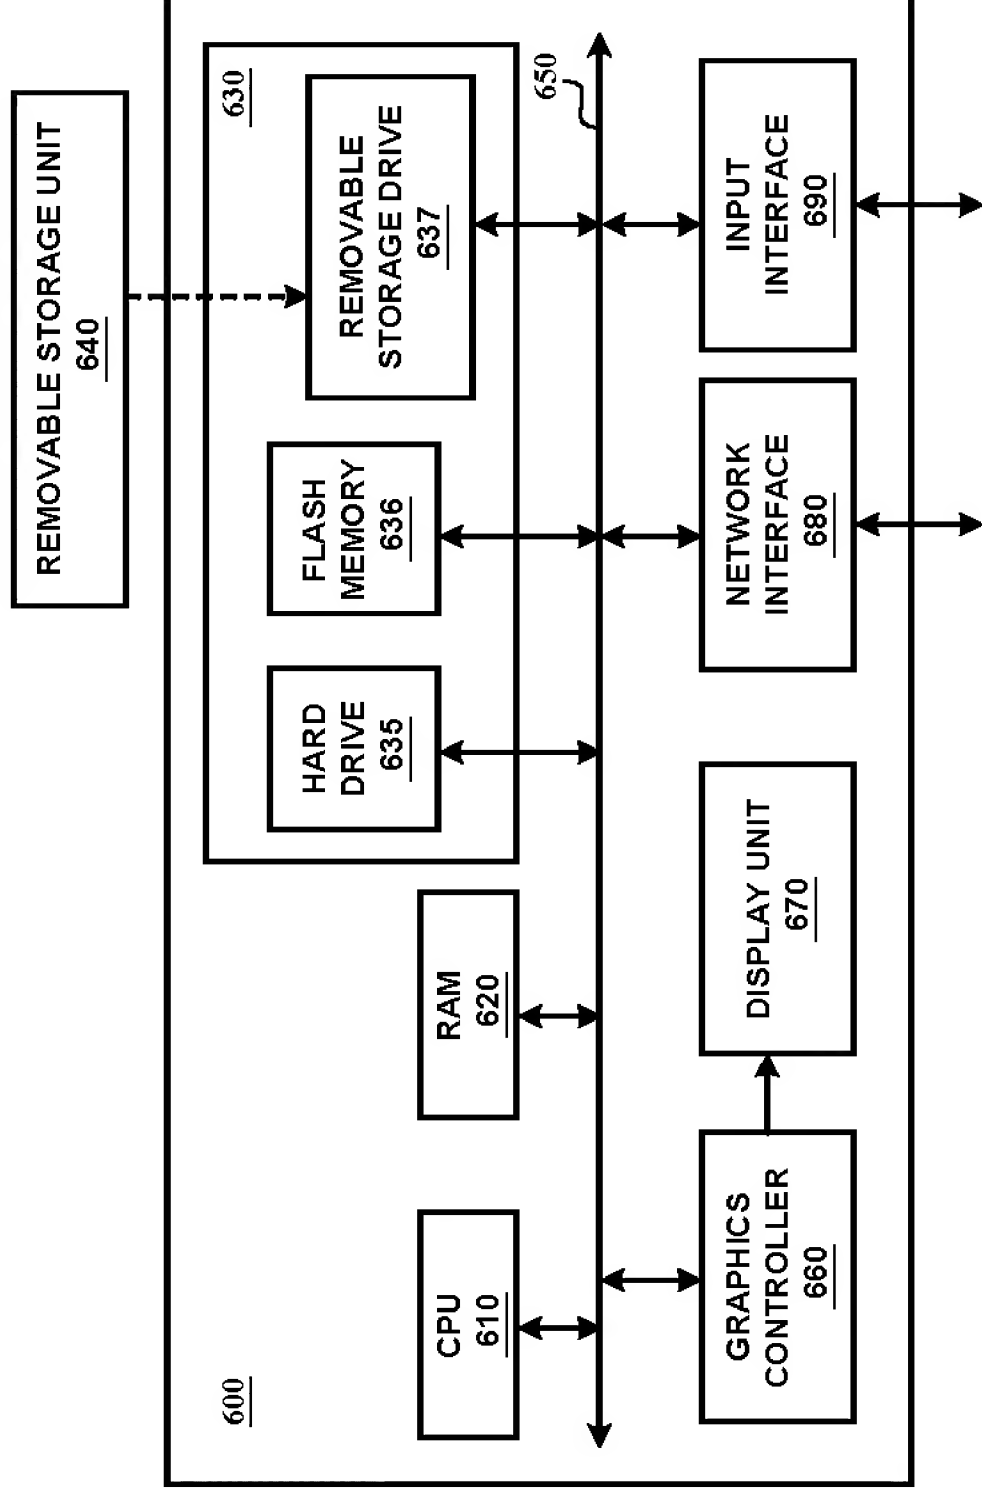 REMOVABLE STORAGE UNIT
640
630
REMOVABLE
STORAGE DRIVE
637
FLASH
MEMORY
636
HARD
DRIVE
635
650
RAM
620
CPU
610
600
INPUT
INTERFACE
690
NETWORK
INTERFACE
680
DISPLAY UNIT
670
GRAPHICS
CONTROLLER
660